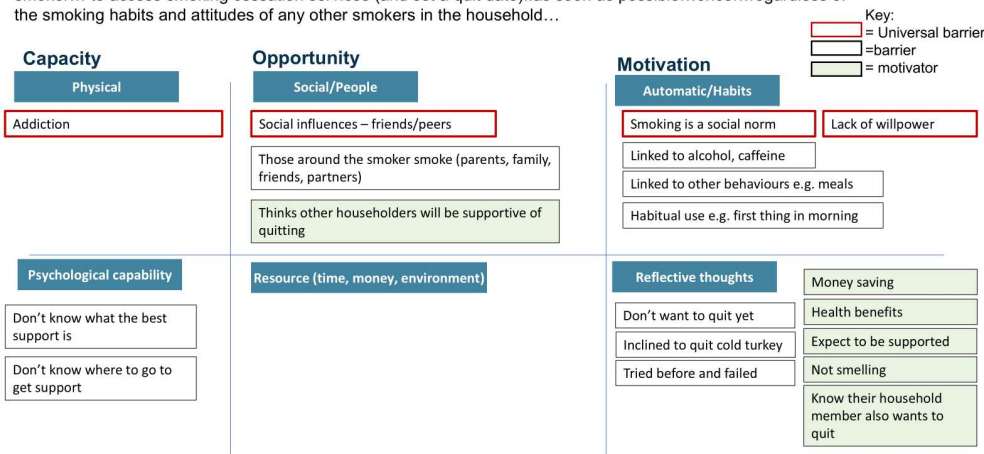 the smoking habits and attitudes of any other smokers in the household…
Key:
= Universal barrier
=barrier
= motivator
Capacity
Opportunity
Motivation
Physical
Social/People
Automatic/Habits
Addiction
Social influences – friends/peers
Smoking is a social norm
Lack of willpower
Those around the smoker smoke (parents, family,
friends, partners)
Linked to alcohol, caffeine
Linked to other behaviours e.g. meals
Thinks other householders will be supportive of
quitting
Habitual use e.g. first thing in morning
Psychological capability
Resource (time, money, environment)
Reflective thoughts
Don’t know what the best
support is
Don’t know where to go to
get support
Don’t want to quit yet
Inclined to quit cold turkey
Tried before and failed
Money saving
Health benefits
Expect to be supported
Not smelling
Know their household
member also wants to
quit